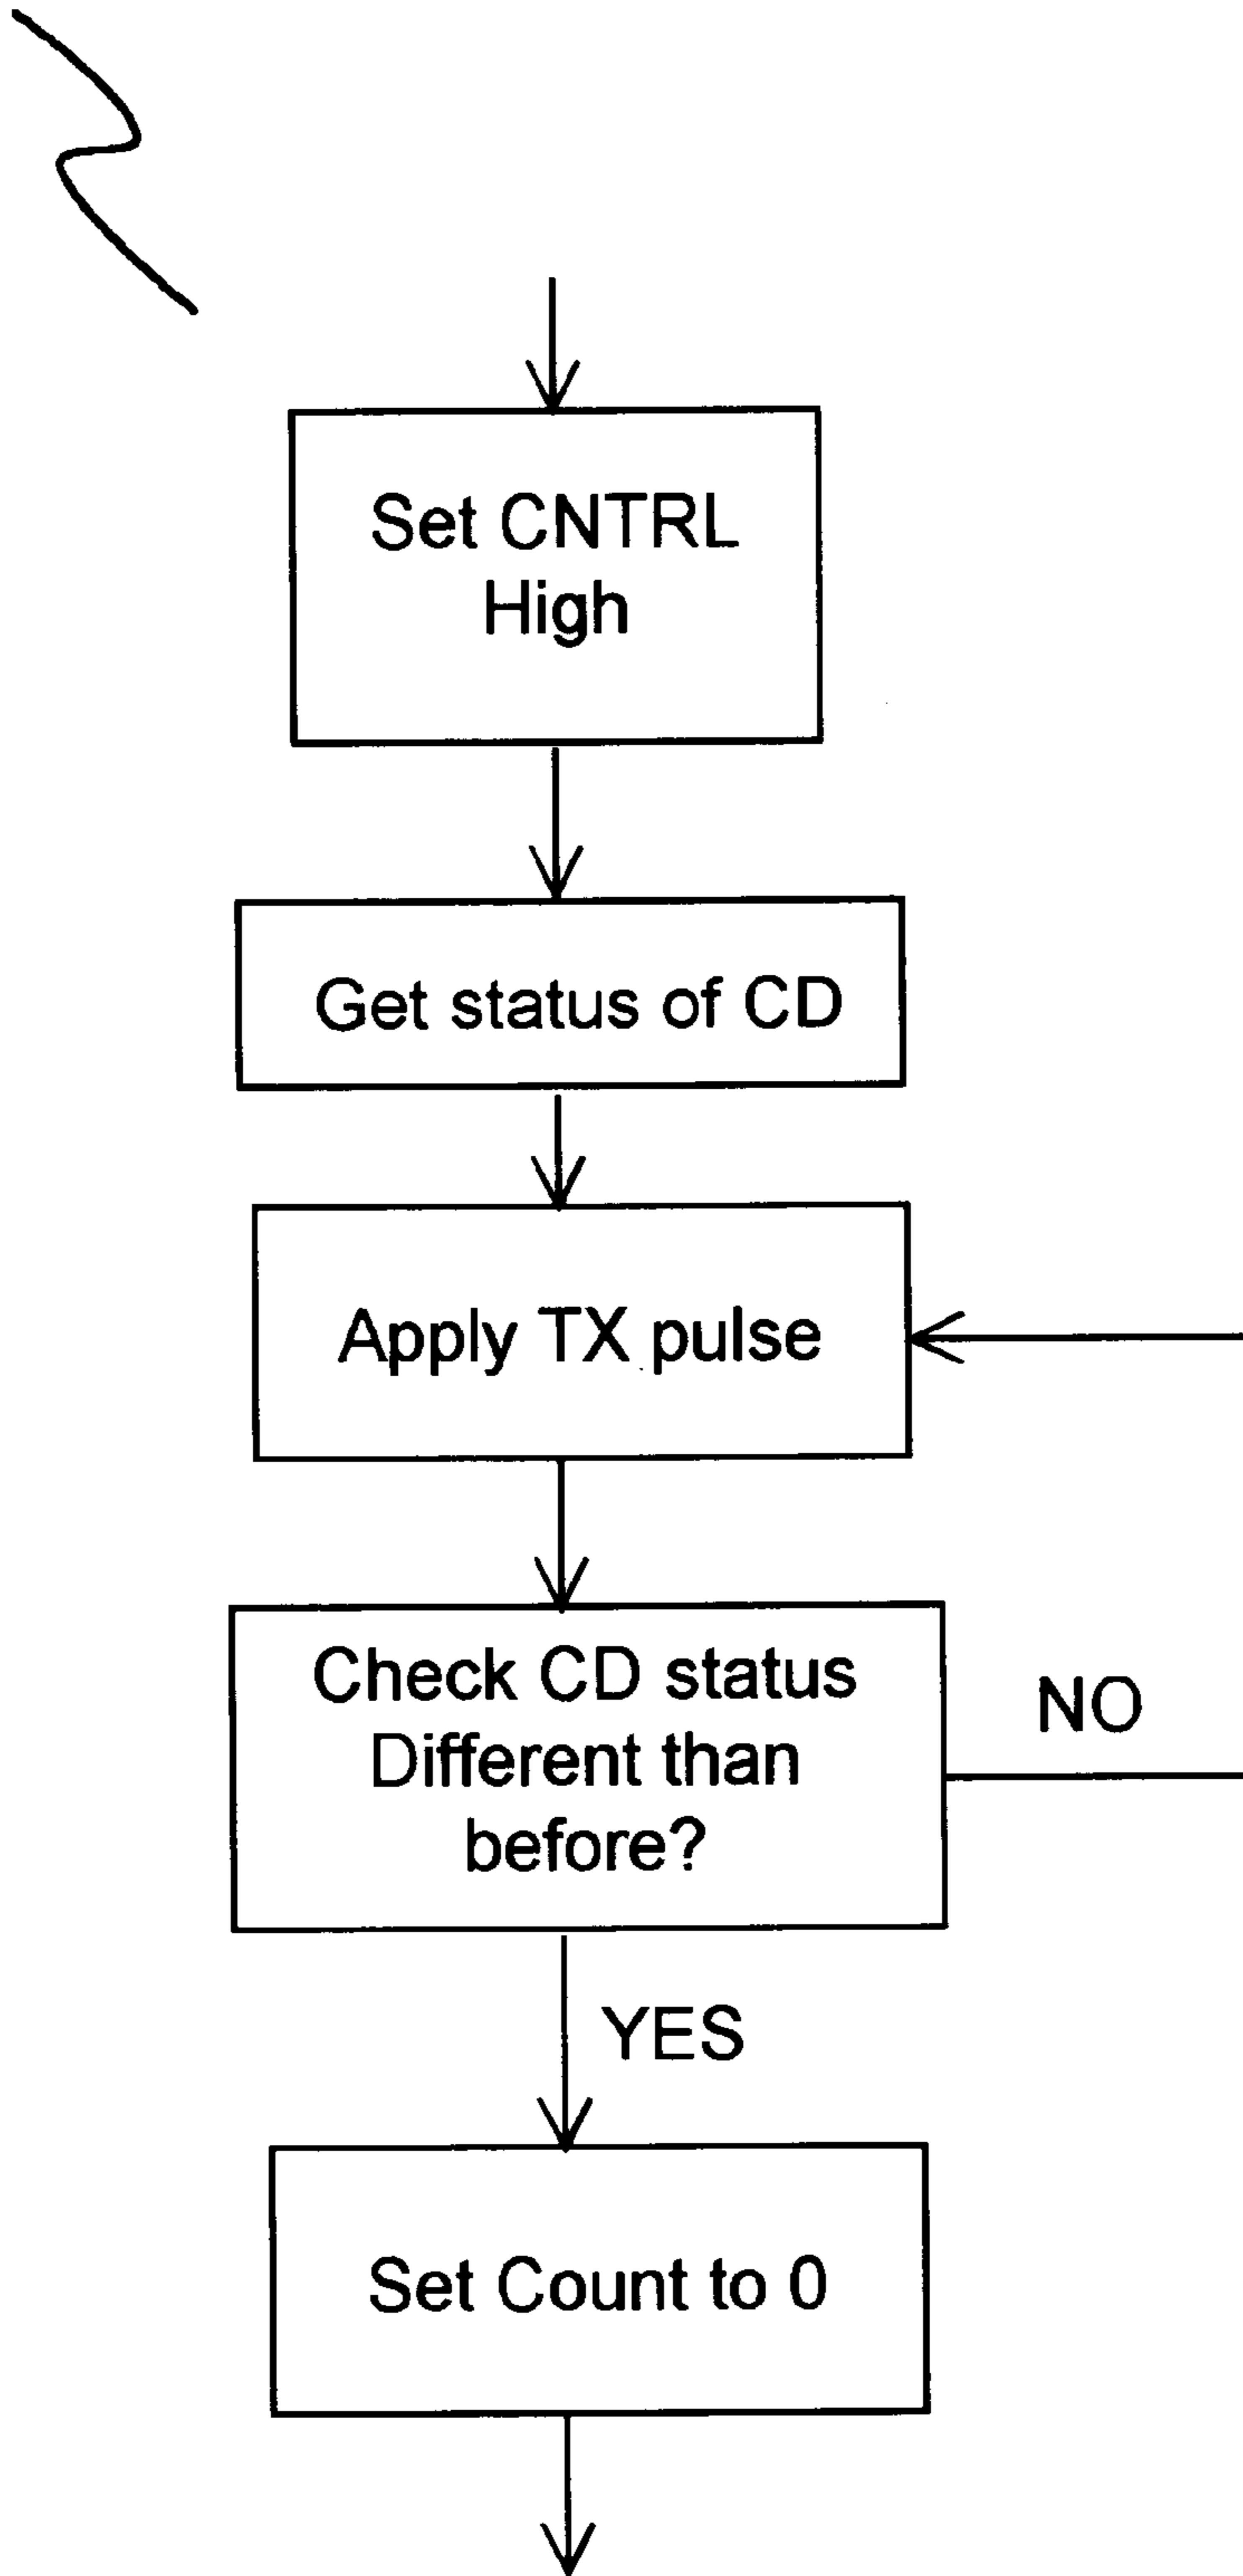 Set CNTRL
High
Get status of CD
Apply TX pulse
Check CD status
Different than
before?
NO
YES
Set Count to 0